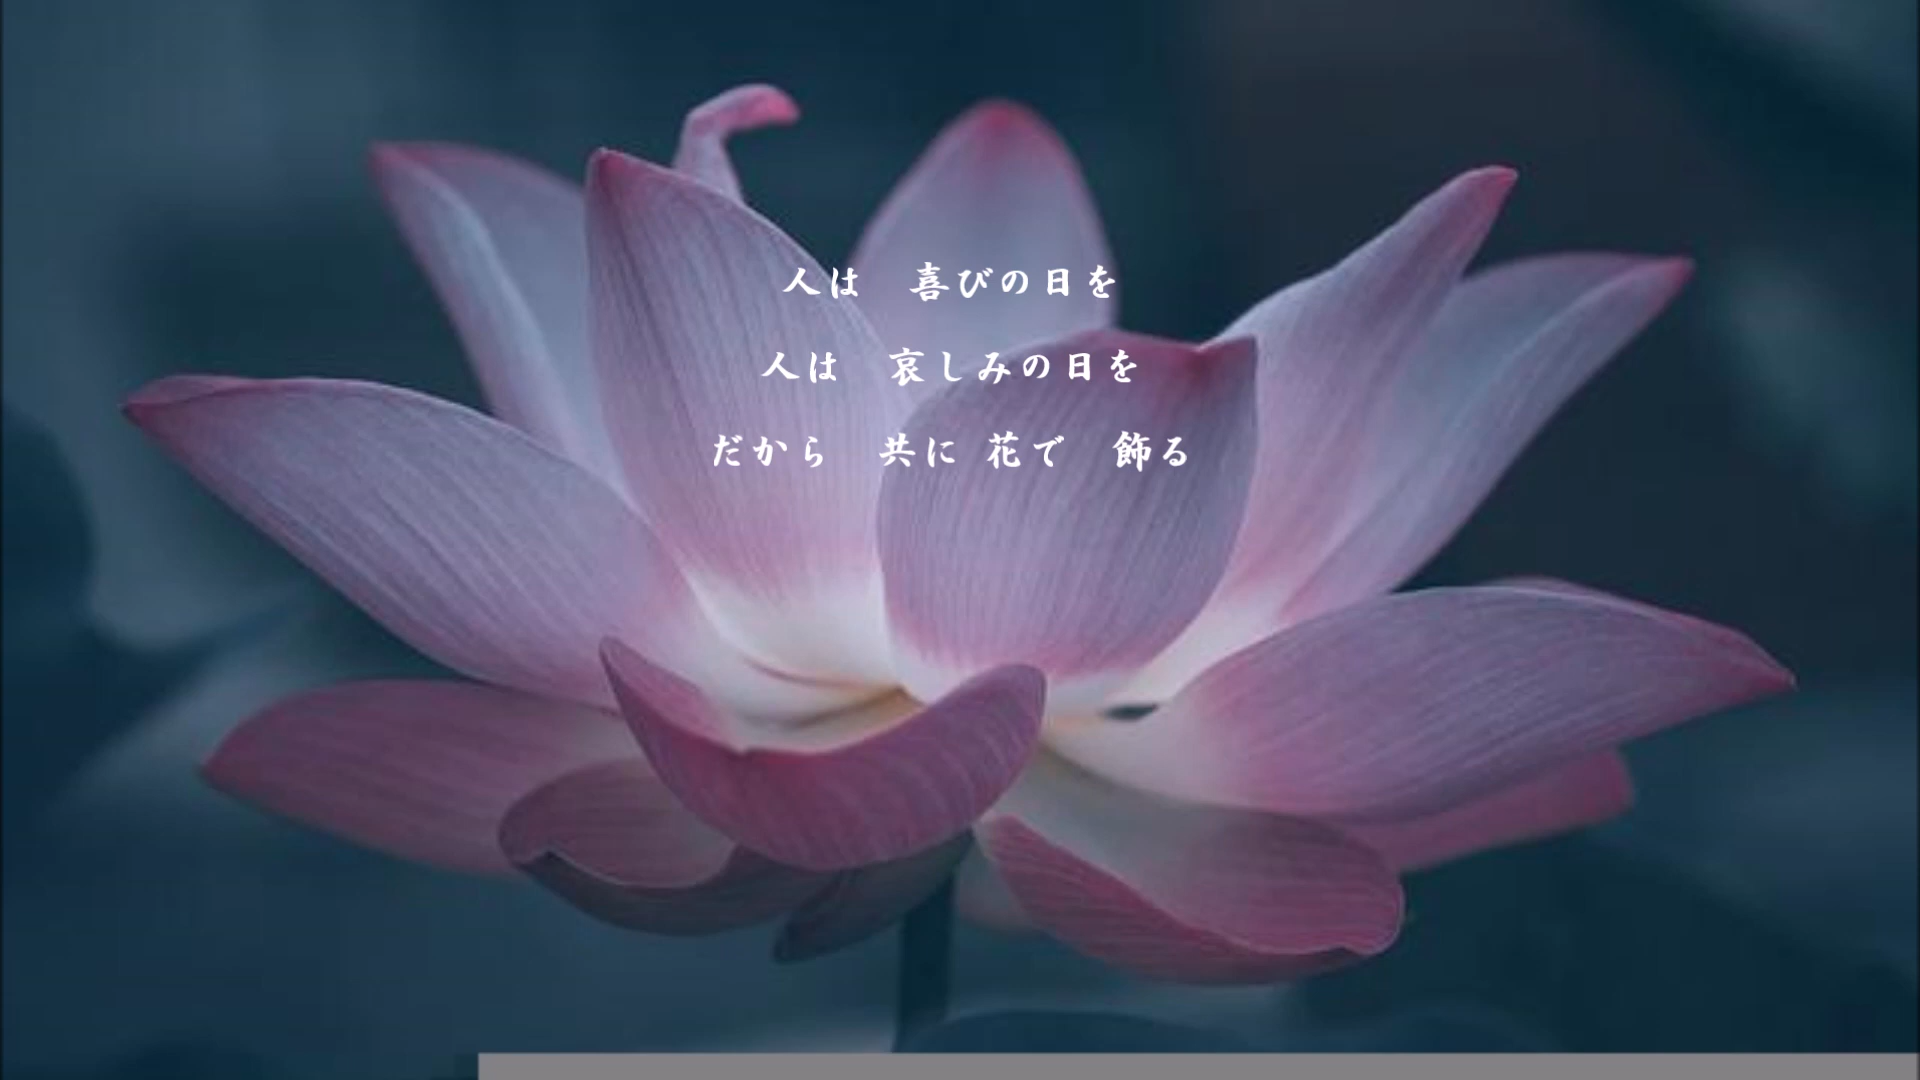 人は　喜びの日を
人は　哀しみの日を
だから　共に 花で　飾る